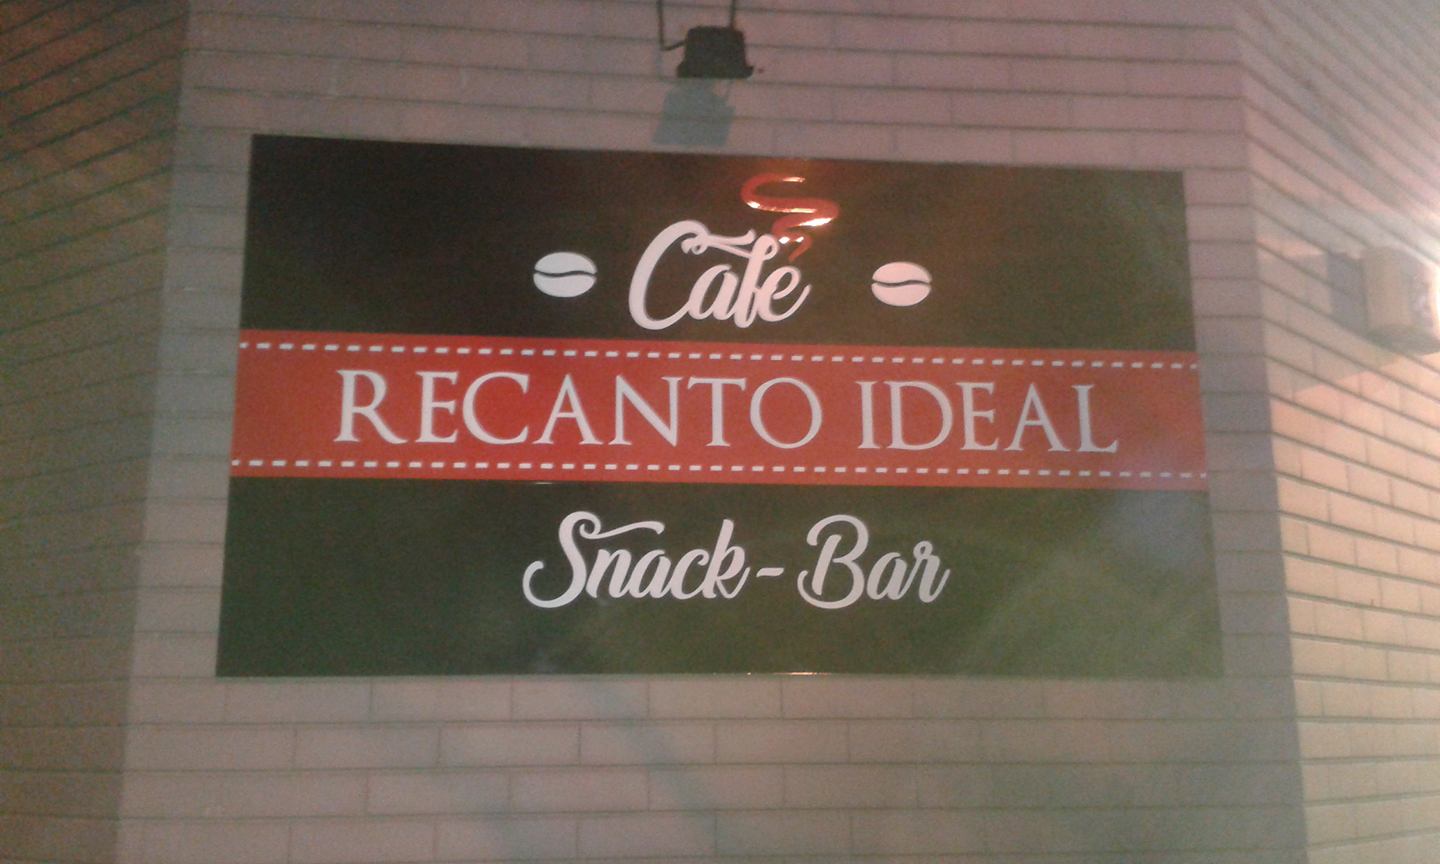 Café
RECANTO IDEAL
Snack-Bar